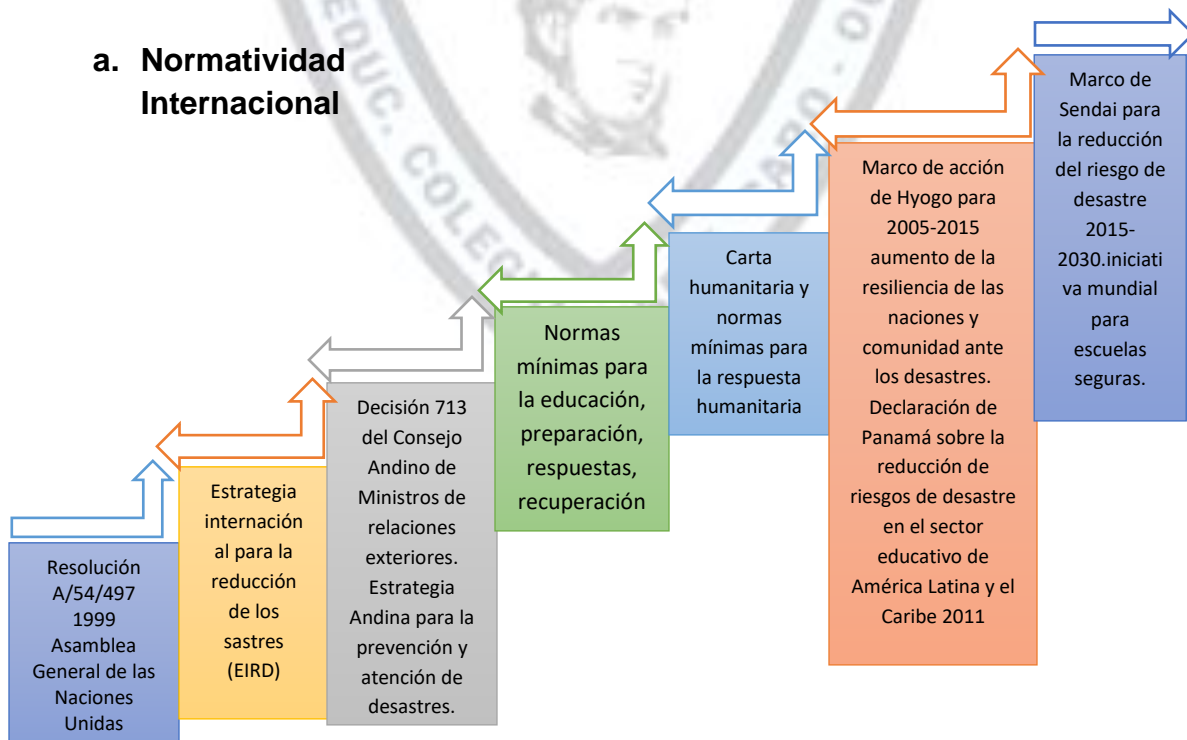 a. Normatividad
Internacional
EDUC. COLEG
CARO - O
Resolución
A/54/497
1999
Asamblea
General de las
Naciones
Unidas
Estrategia
internación
al para la
reducción
de los
sastres
(EIRD)
Decisión 713
del Consejo
Andino de
Ministros de
relaciones
exteriores.
Estrategia
Andina para la
prevención y
atención de
desastres.
Normas
mínimas para
la educación,
preparación,
respuestas,
recuperación
Carta
humanitaria y
normas
mínimas para
la respuesta
humanitaria
Marco de acción
de Hyogo para
2005-2015
aumento de la
resiliencia de las
naciones y
comunidad ante
los desastres.
Declaración de
Panamá sobre la
reducción de
riesgos de desastre
en el sector
educativo de
América Latina y el
Caribe 2011
Marco de
Sendai para
la reducción
del riesgo de
desastre
2015-
2030.iniciati
va mundial
para
escuelas
seguras.